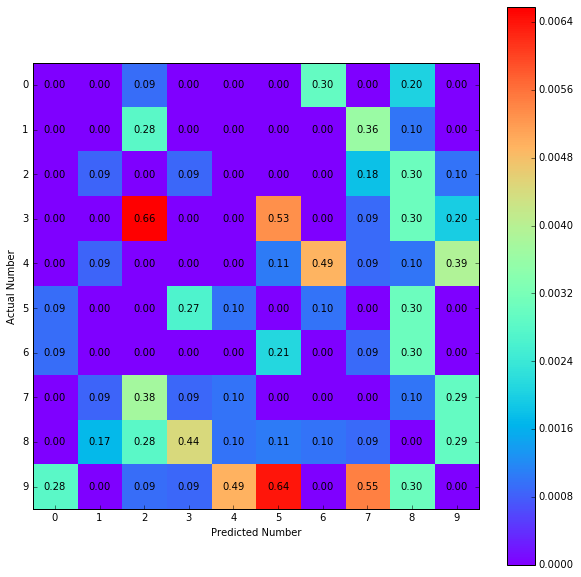 0.0064
0.0056
0 0.00 0.00 0.09 0.00 0.00 0.00 0.30 0.00 0.20 0.00
1 0.00 0.00 0.28 0.00 0.00 0.00 0.00 0.36 0.10 0.00
0.0048
2 0.00 0.09 0.00 0.09 0.00 0.00 0.00 0.18 0.30 0.10
3 0.00 0.00 0.66 0.00 0.00 0.53 0.00 0.09 0.30 0.20
0.0040
4 0.00 0.09 0.00 0.00 0.00 0.11 0.49 0.09 0.10 0.39
Actual Number
0.0032
5 0.09 0.00 0.00 0.27 0.10 0.00 0.10 0.00 0.30 0.00
6 0.09 0.00 0.00 0.00 0.00 0.21 0.00 0.09 0.30 0.00
0.0024
7 0.00 0.09 0.38 0.09 0.10 0.00 0.00 0.00 0.10 0.29
8 0.00 0.17 0.28 0.44 0.10 0.11 0.10 0.09 0.00 0.29
0.0016
9 0.28 0.00 0.09 0.09 0.49 0.64 0.00 0.55 0.30 0.00
0.0008
0 1 2 3 4 5 6 7 8 9
Predicted Number
0.0000